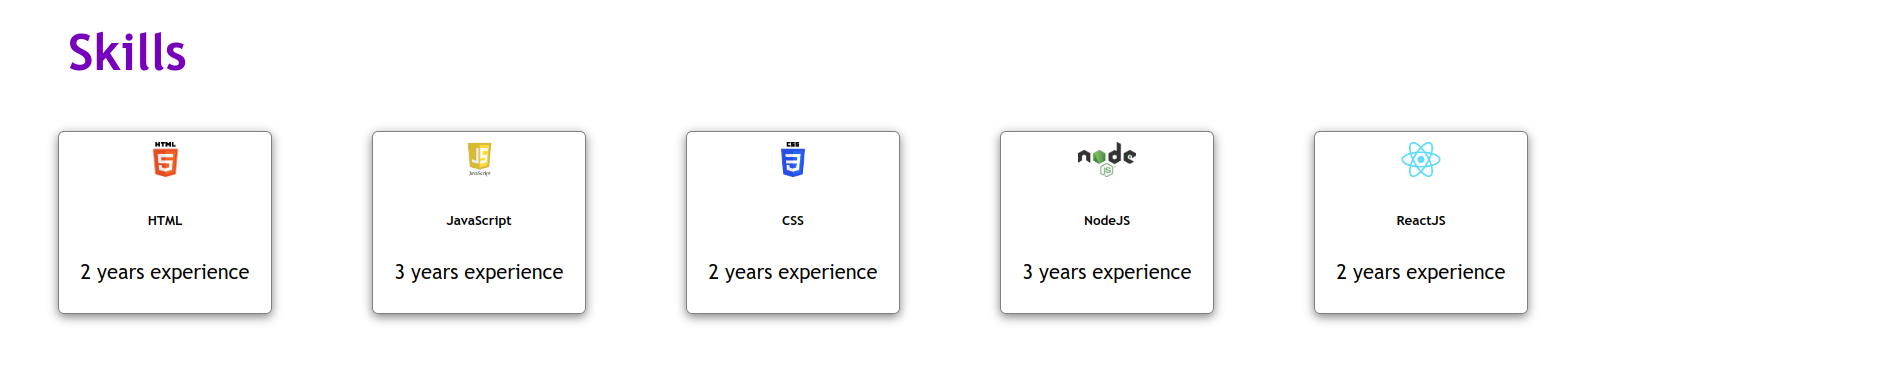 Skills
HTML
5
HTML
2 years experience
JS
JavaScript
JavaScript
3 years experience
CSS
3
CSS
2 years experience
node
JS
NodeJS
3 years experience
ReactJS
2 years experience